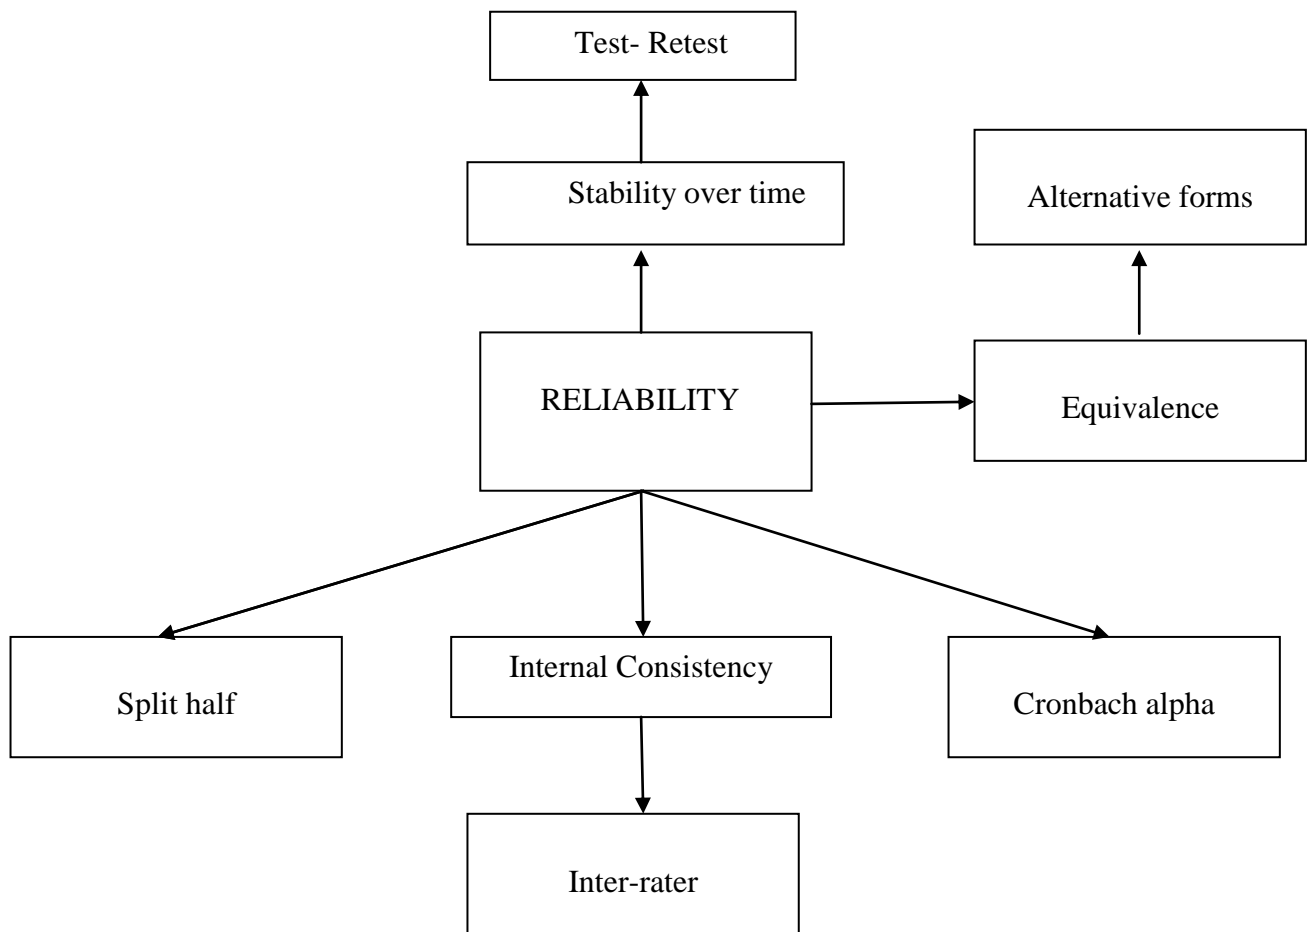 Test- Retest
Stability over time
Alternative forms
RELIABILITY
Equivalence
Internal Consistency
Split half
Cronbach alpha
Inter-rater